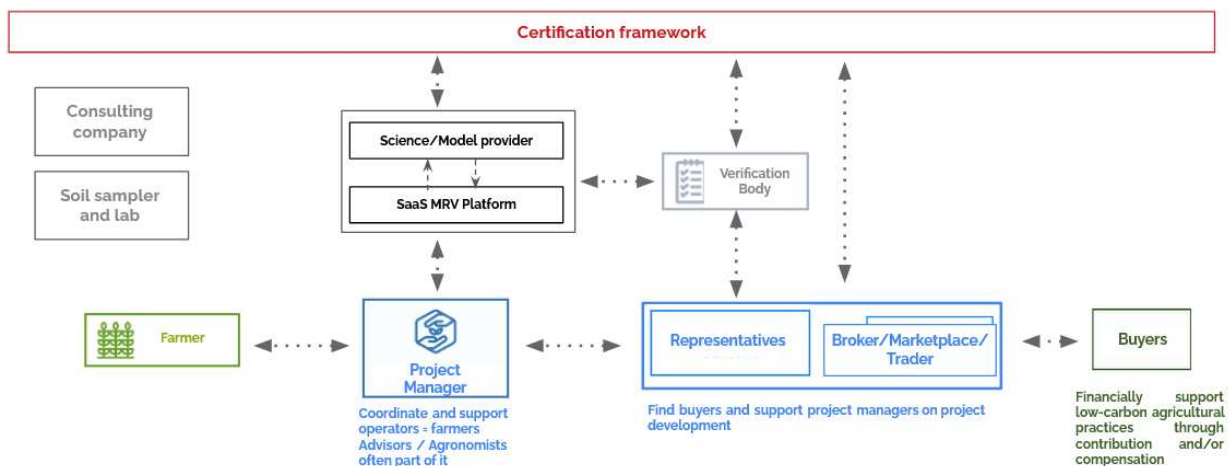 Certification framework
Consulting
company
Soil sampler
and lab
Science/Model provider
SaaS MRV Platform
Verification
Body
Farmer
Project
Manager
Coordinate and support
operators = farmers
Advisors / Agronomists
often part of it
Representatives
Broker/Marketplace/
Trader
Find buyers and support project managers on project
development
Buyers
Financially support
low-carbon agricultural
practices through
contribution and/or
compensation